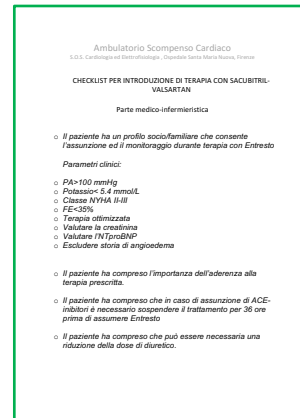 Ambulatorio Scompenso Cardiaco
S.O.S. Cardiologia ed Elettrofisiologia , Ospedale Santa Maria Nuova, Firenze
CHECKLIST PER INTRODUZIONE DI TERAPIA CON SACUBITRIL-
VALSARTAN
Parte medico-infermieristica
o Il paziente ha un profilo socio/familiare che consente
l'assunzione ed il monitoraggio durante terapia con Entresto
Parametri clinici:
o PA>100 mmHg
o Potassio< 5.4 mmol/L
o Classe NYHA II-III
o FE<35%
o Terapia ottimizzata
o Valutare la creatinina
o Valutare l'NTproBNP
o Escludere storia di angioedema
o Il paziente ha compreso l'importanza dell'aderenza alla
terapia prescritta.
o Il paziente ha compreso che in caso di assunzione di ACE-
inibitori è necessario sospendere il trattamento per 36 ore
prima di assumere Entresto
o Il paziente ha compreso che può essere necessaria una
riduzione della dose di diuretico.